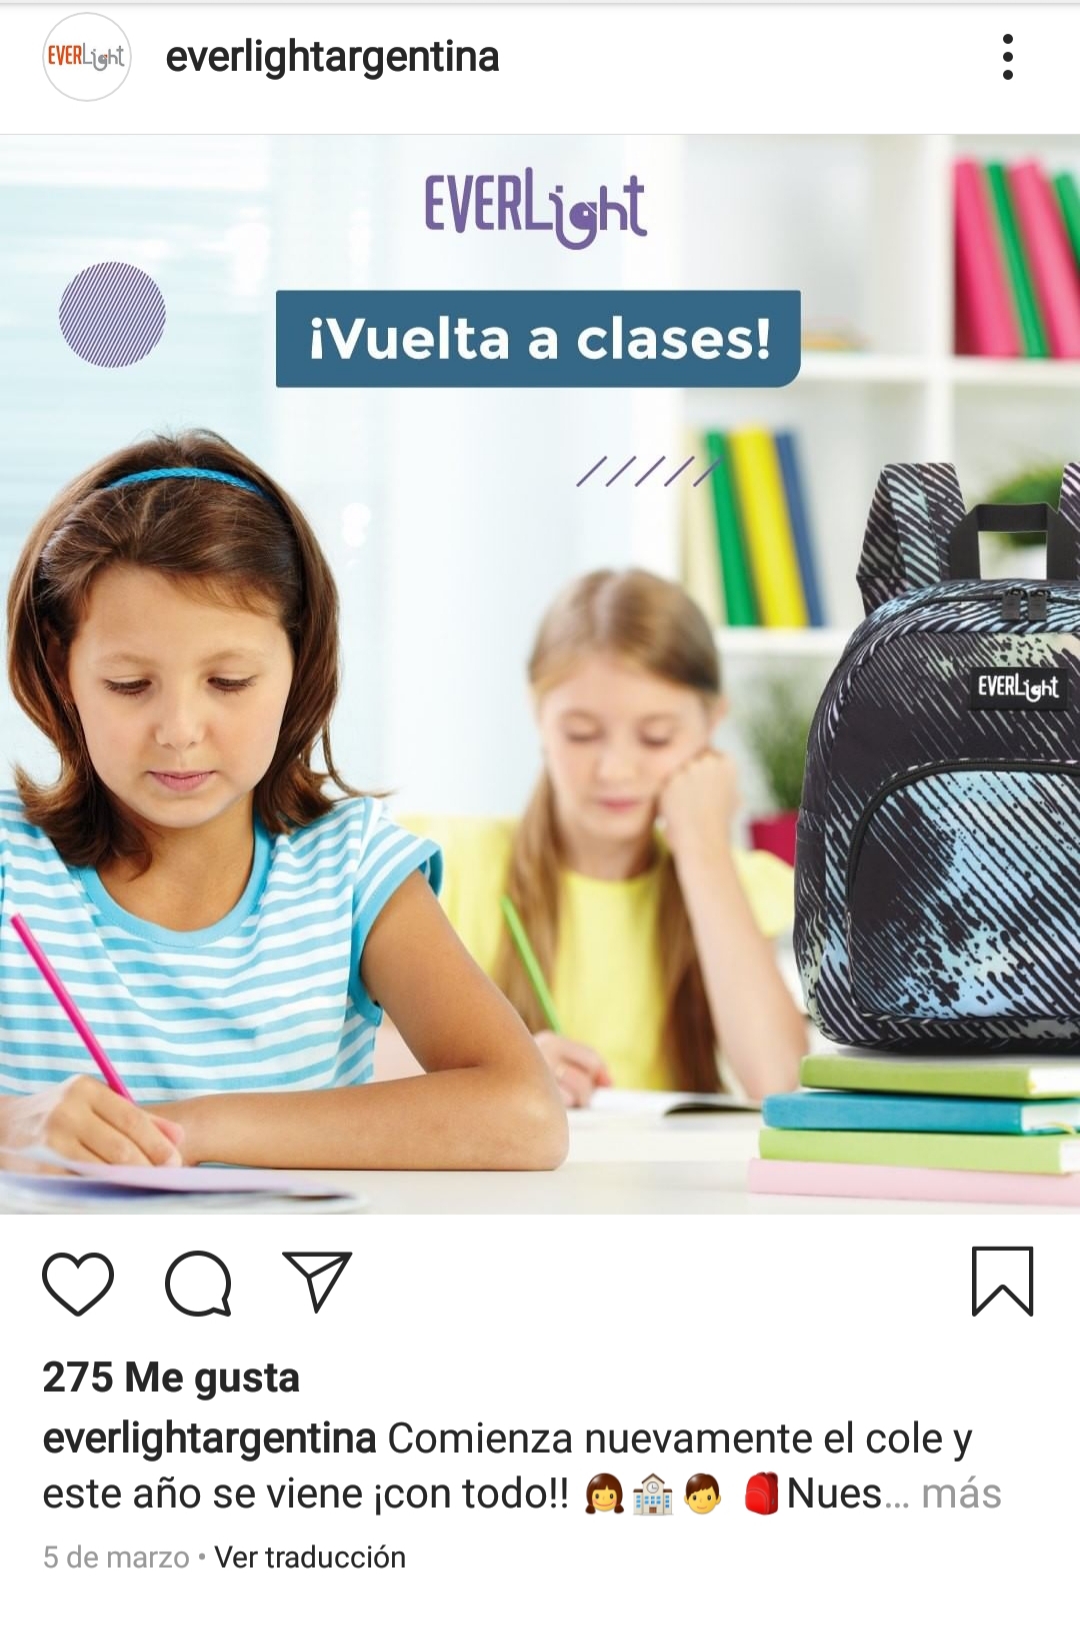 EVERLight
everlightargentina
EVERLight
¡Vuelta a clases!
EVERLight
275 Me gusta
everlightargentina Comienza nuevamente el cole y
este año se viene ¡con todo!! 👧🏫👦 🎒Nues... más
5 de marzo • Ver traducción